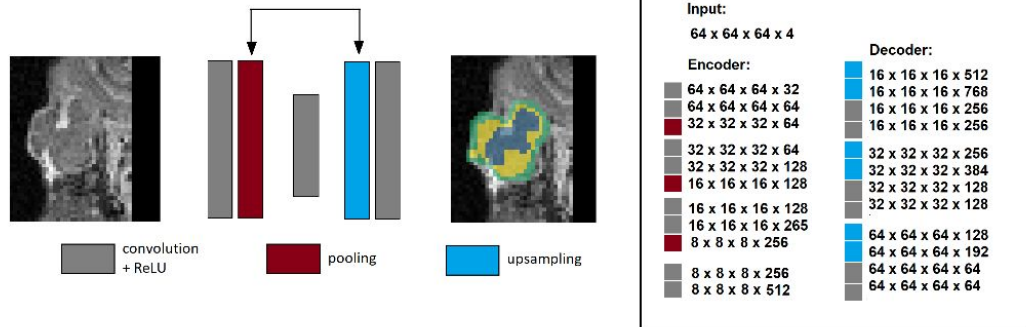 convolution
+ ReLU
pooling
upsampling
Input:
64 x 64 x 64 x 4
Encoder:
64 x 64 x 64 x 32
64 x 64 x 64 x 64
32 x 32 x 32 x 64
32 x 32 x 32 x 64
32 x 32 x 32 x 128
16 x 16 x 16 x 128
16 x 16 x 16 x 128
16 x 16 x 16 x 265
8 x 8 x 8 x 256
8 x 8 x 8 x 256
8 x 8 x 8 x 512
Decoder:
16 x 16 x 16 x 512
16 x 16 x 16 x 768
16 x 16 x 16 x 256
16 x 16 x 16 x 256
32 x 32 x 32 x 256
32 x 32 x 32 x 384
32 x 32 x 32 x 128
32 x 32 x 32 x 128
64 x 64 x 64 x 128
64 x 64 x 64 x 192
64 x 64 x 64 x 64
64 x 64 x 64 x 64